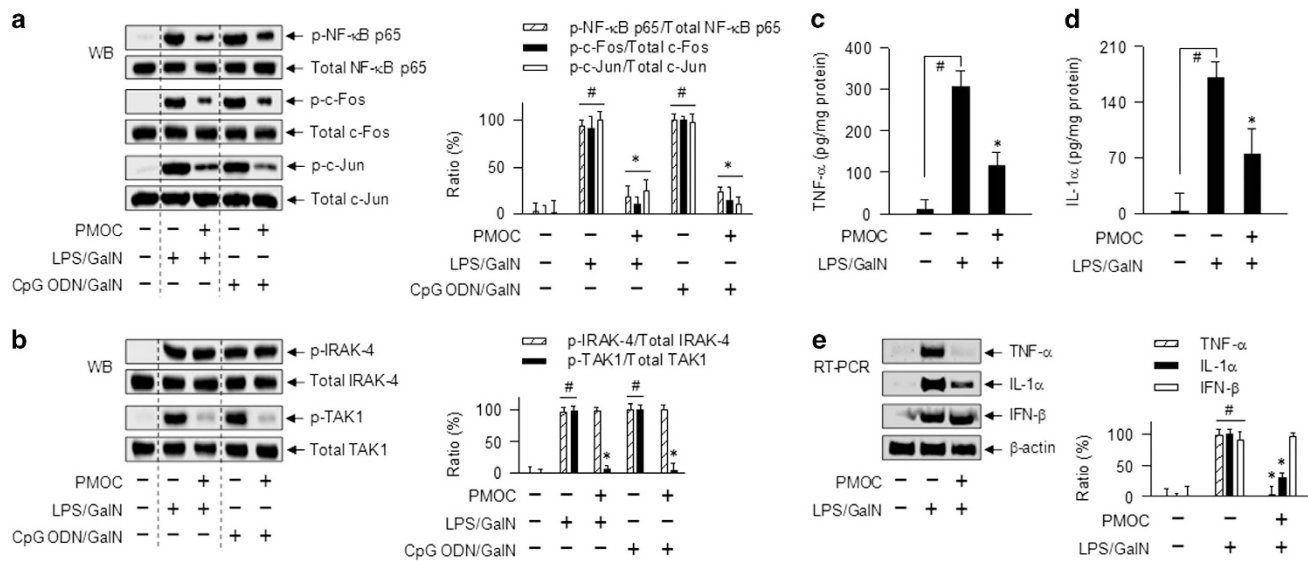 a
WB
p-NF-κB p65
Total NF-κB p65
p-c-Fos
Total c-Fos
p-c-Jun
Total c-Jun
PMOC − − + − +
LPS/GalN − + + − −
CpG ODN/GalN − − − + +
p-NF-κB p65/Total NF-κB p65
p-c-Fos/Total c-Fos
p-c-Jun/Total c-Jun
Ratio (%)
100
50
0
# * # *
PMOC − − + − +
LPS/GalN − + + − −
CpG ODN/GalN − − − + +
c
TNF-α (pg/mg protein)
400
300
200
100
0
#
*
PMOC − − +
LPS/GalN − + +
d
IL-1α (pg/mg protein)
210
140
70
0
#
*
PMOC − − +
LPS/GalN − + +
b
WB
p-IRAK-4
Total IRAK-4
p-TAK1
Total TAK1
PMOC − − + − +
LPS/GalN − + + − −
CpG ODN/GalN − − − + +
p-IRAK-4/Total IRAK-4
p-TAK1/Total TAK1
Ratio (%)
100
50
0
# * # *
PMOC − − + − +
LPS/GalN − + + − −
CpG ODN/GalN − − − + +
e
RT-PCR
TNF-α
IL-1α
IFN-β
β-actin
PMOC − − +
LPS/GalN − + +
TNF-α
IL-1α
IFN-β
Ratio (%)
100
50
0
# * *
PMOC − − +
LPS/GalN − + +